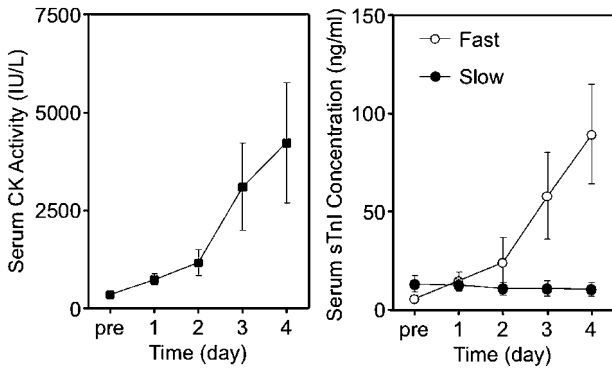 Serum CK Activity (IU/L)
7500
5000
2500
0
pre 1 2 3 4
Time (day)
Serum sTnI Concentration (ng/ml)
150
100
50
0
Fast
Slow
pre 1 2 3 4
Time (day)